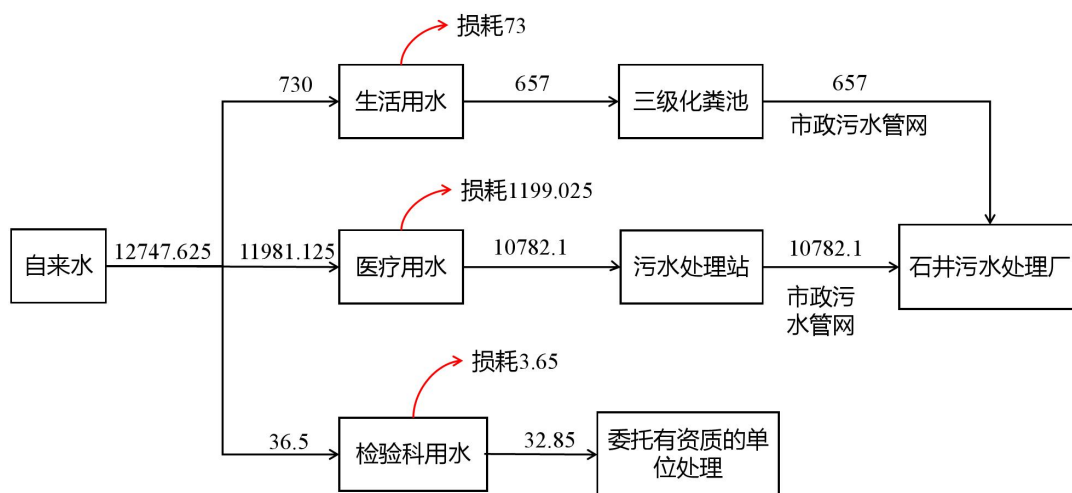 损耗73
730
生活用水
657
三级化粪池
657
市政污水管网
损耗1199.025
自来水
12747.625
11981.125
医疗用水
10782.1
污水处理站
10782.1
市政污
水管网
石井污水处理厂
损耗3.65
36.5
检验科用水
32.85
委托有资质的单
位处理